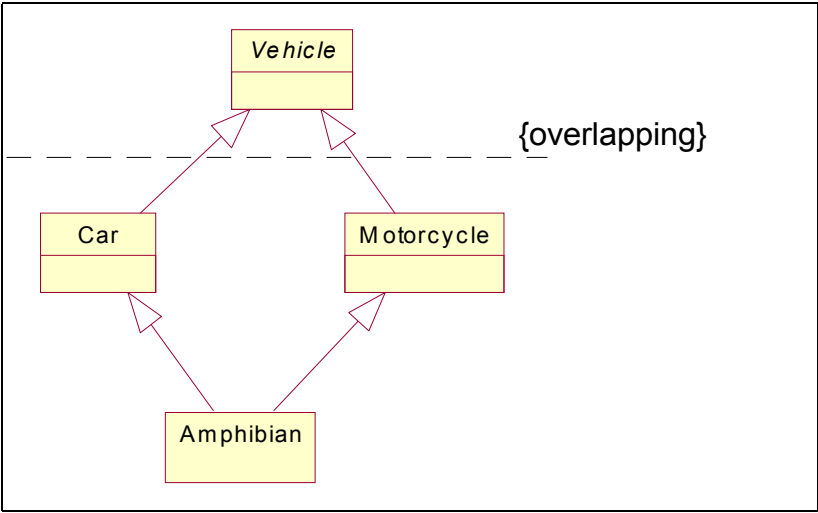 Vehicle
{overlapping}
Car
Motorcycle
Amphibian